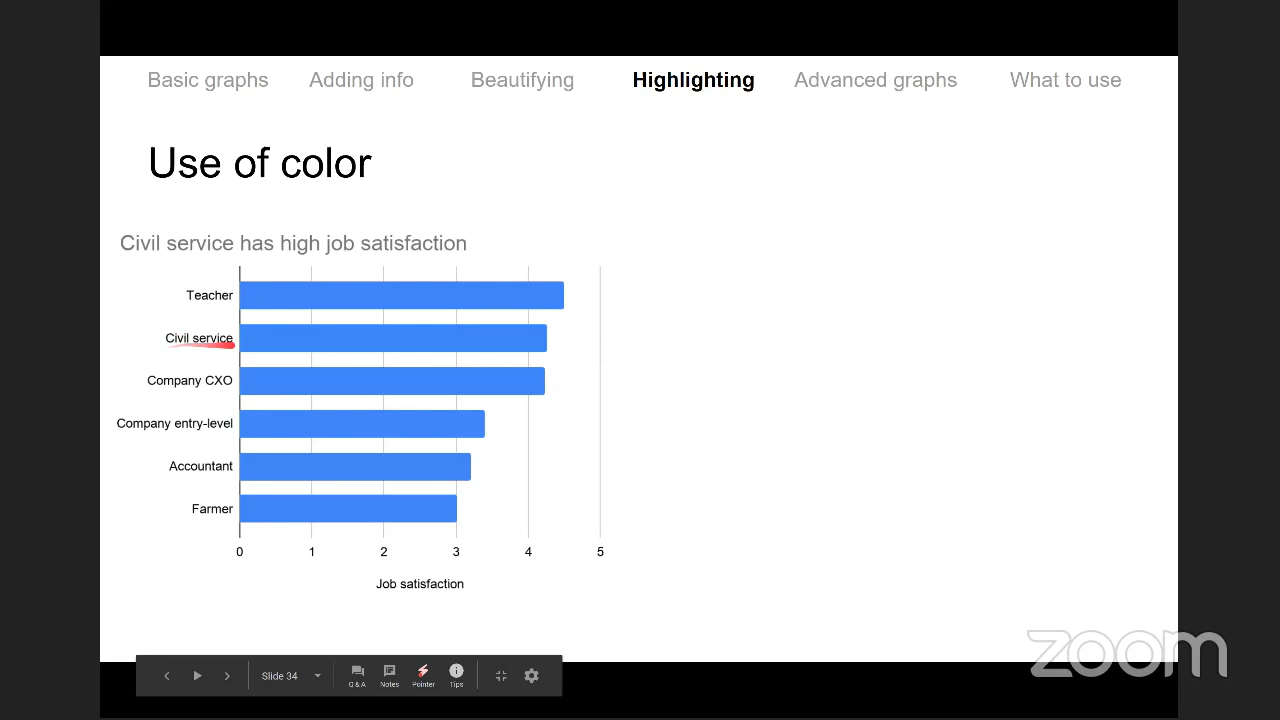 Basic graphs Adding info Beautifying Highlighting Advanced graphs What to use
Use of color
Civil service has high job satisfaction
Teacher
Civil service
Company CXO
Company entry-level
Accountant
Farmer
0 1 2 3 4 5
Job satisfaction
zoom
Slide 34
Q & A Notes Pointer Tips